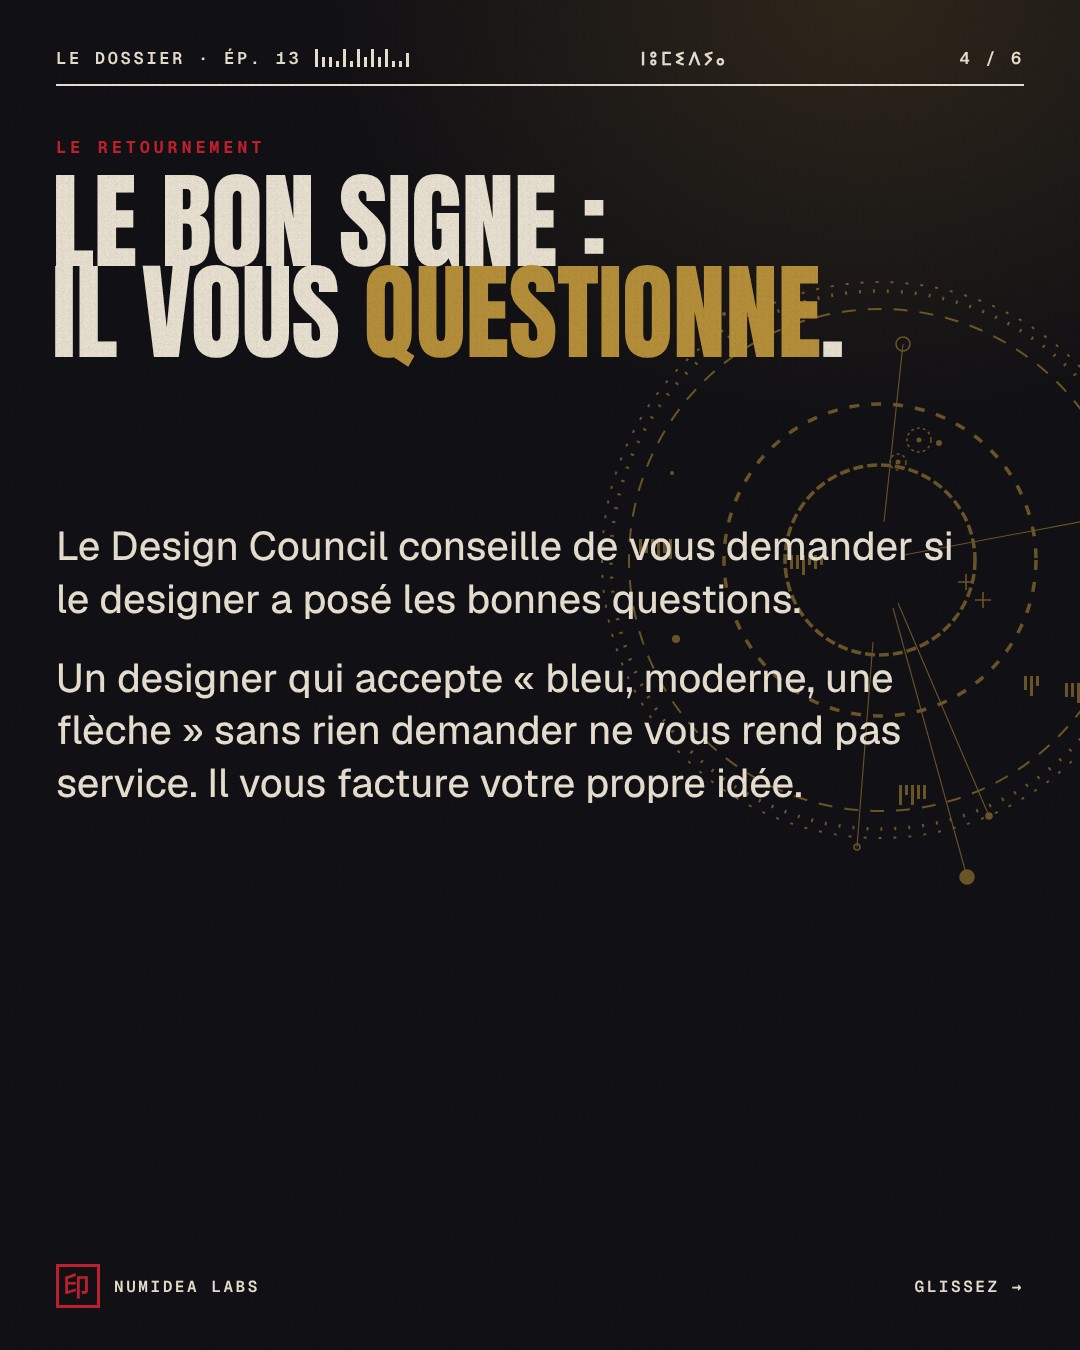 LE DOSSIER · ÉP. 13
ⵏⵓⵎⵉⴷⵢⴰ
4 / 6
LE RETOURNEMENT
LE BON SIGNE :
IL VOUS QUESTIONNE.
Le Design Council conseille de vous demander si
le designer a posé les bonnes questions.
Un designer qui accepte « bleu, moderne, une
flèche » sans rien demander ne vous rend pas
service. Il vous facture votre propre idée.
印 NUMIDEA LABS
GLISSEZ →